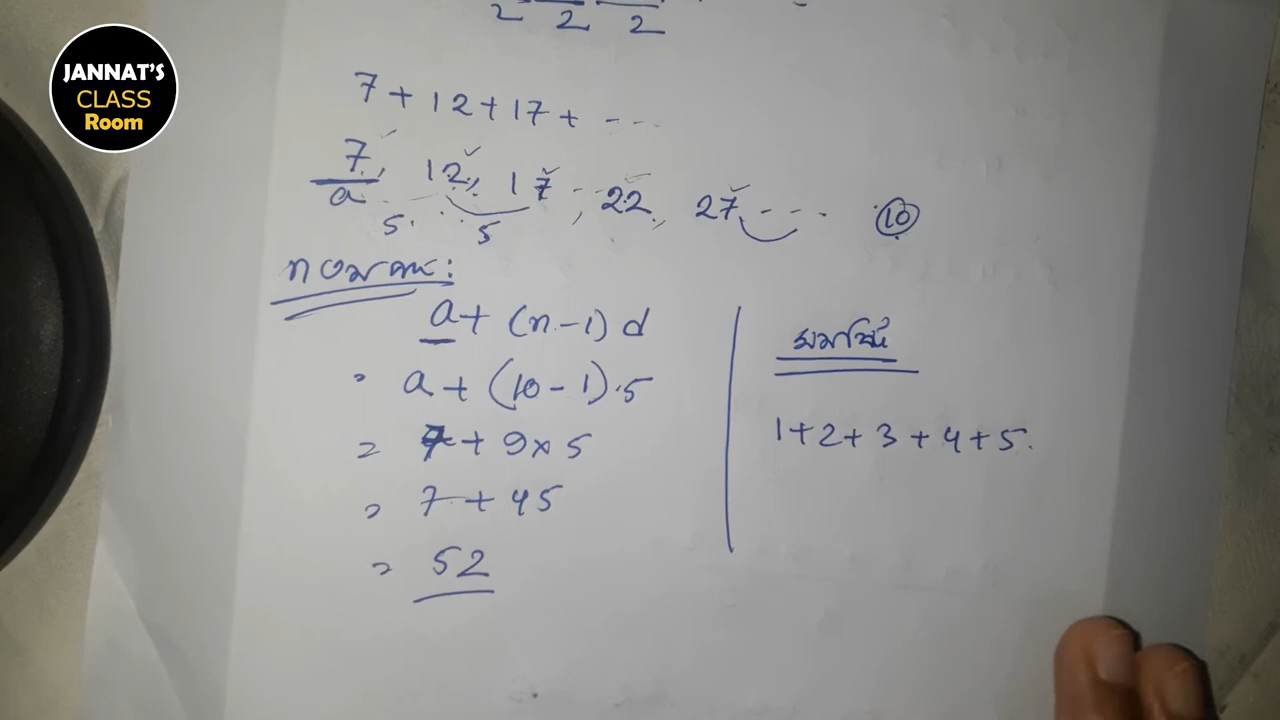 JANNAT'S
CLASS
Room
2 2 2
7 + 12 + 17 + ---
7, 12, 17, 22, 27 --- 10
a 5 5
n তম পদ:
a + (n-1) d
a + (10-1).5
= 7 + 9×5
= 7 + 45
= 52
সমষ্টি
1+2+3+4+5.